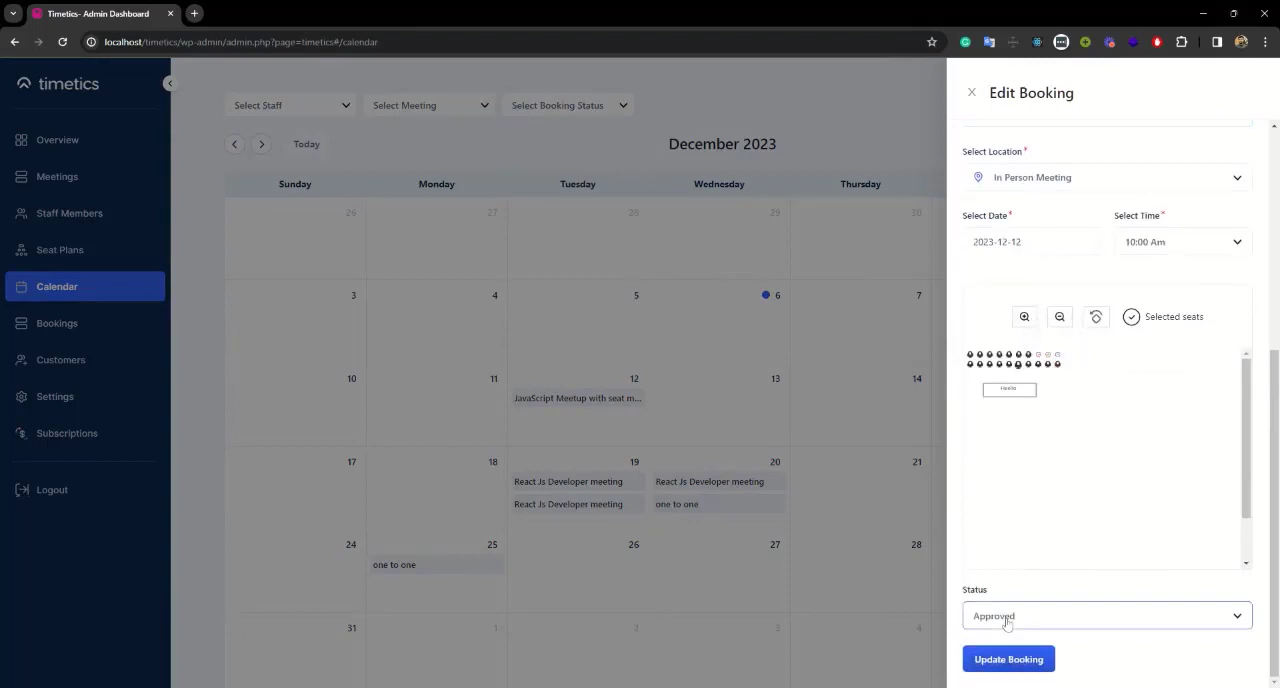 Timetics- Admin Dashboard
localhost/timetics/wp-admin/admin.php?page=timetics#/calendar
timetics
Overview
Meetings
Staff Members
Seat Plans
Calendar
Bookings
Customers
Settings
Subscriptions
Logout
Select Staff
Select Meeting
Select Booking Status
Today
December 2023
Sunday Monday Tuesday Wednesday Thursday
26 27 28 29 30
3 4 5 6 7
10 11 12 13 14
JavaScript Meetup with seat m...
17 18 19 20 21
React Js Developer meeting React Js Developer meeting
React Js Developer meeting one to one
24 25 26 27 28
one to one
31 1 2 3 4
Edit Booking
Select Location*
In Person Meeting
Select Date* Select Time*
2023-12-12 10:00 Am
Selected seats
Status
Approved
Update Booking